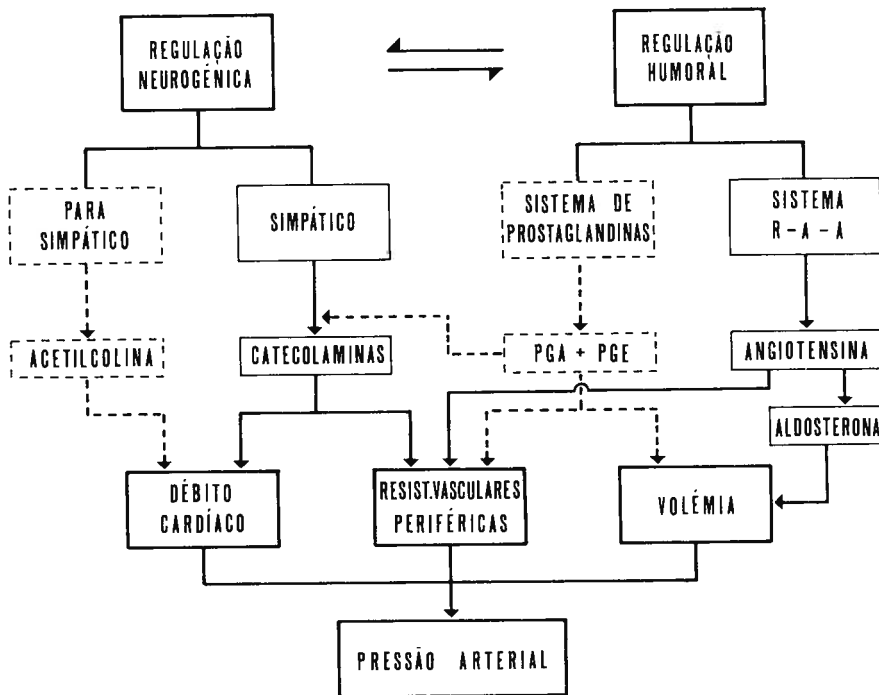 REGULAÇÃO
NEUROGÉNICA
REGULAÇÃO
HUMORAL
PARA
SIMPÁTICO
SIMPÁTICO
SISTEMA DE
PROSTAGLANDINAS
SISTEMA
R-A-A
ACETILCOLINA
CATECOLAMINAS
PGA + PGE
ANGIOTENSINA
ALDOSTERONA
DÉBITO
CARDÍACO
RESIST.VASCULARES
PERIFÉRICAS
VOLÉMIA
PRESSÃO ARTERIAL